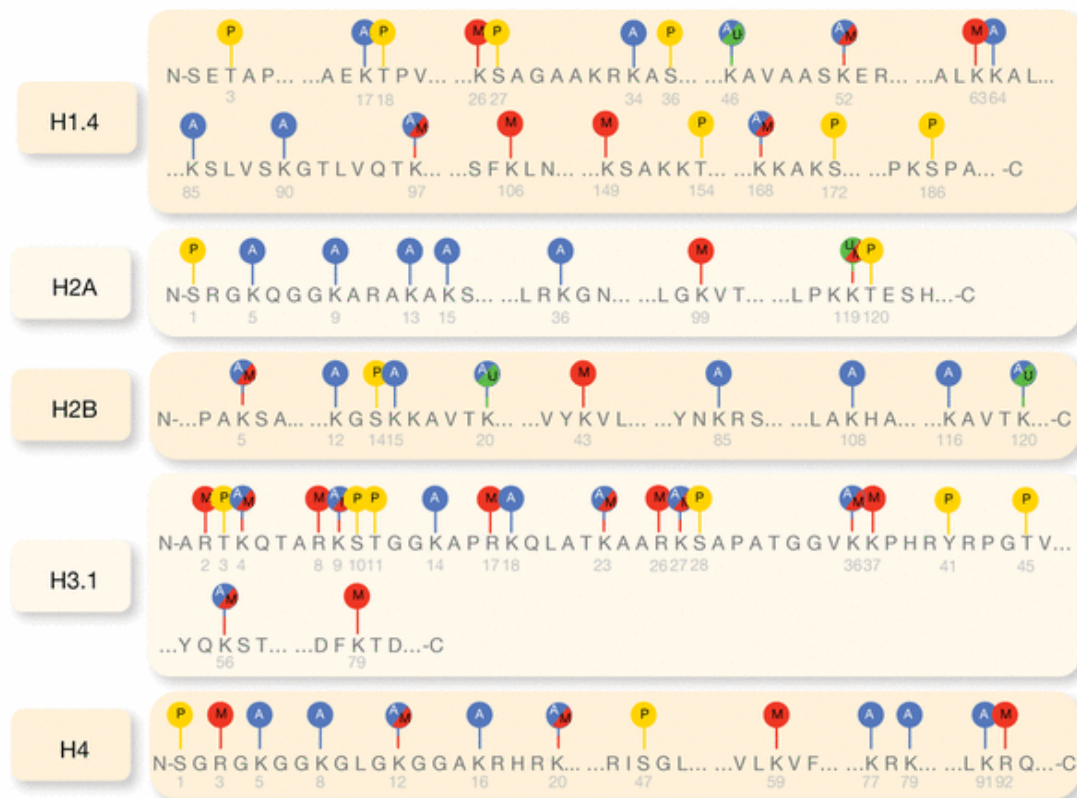 P A P M P A P A U A M M A
N-SETAP... ...AEKTPV... ...KSAGAAKRKAS... ...KAVAASKER... ...ALKKAL...
3 17 18 26 27 34 36 46 52 63 64
H1.4
A A A M M M P A M P P
...KSLVSKGTLVQTK... ...SFKLN... ...KSAKKT... ...KKAKS... ...PKSPA... -C
85 90 97 106 149 154 168 172 186
P A A A A A M U M P
H2A
N-SRGKQGGKARAKAKS... ...LRKGN... ...LGKVT... ...LPKKTESH...-C
1 5 9 13 15 36 99 119 120
A M A P A A U M A A A A U
H2B
N-...PAKSA... ...KGSKKAVTK... ...VYKVL... ...YNKRS... ...LAKHA... ...KAVTK...-C
5 12 14 15 20 43 85 108 116 120
M P A M M A P P A M A A M M A P A M M P P
N-ARTKQTARKSTGGKAPRKQLATKAARKSAPATGGVKKPHRYRPGTV...
2 3 4 8 9 10 11 14 17 18 23 26 27 28 36 37 41 45
H3.1
A M M
...YQKST... ...DFKTD...-C
56 79
P M A A A M A A M P M A A A M
H4
N-SGRGKGGKGLGKGGAKRHRK... ...RISGL... ...VLKVF... ...KRK... ...LKRQ...-C
1 3 5 8 12 16 20 47 59 77 79 91 92